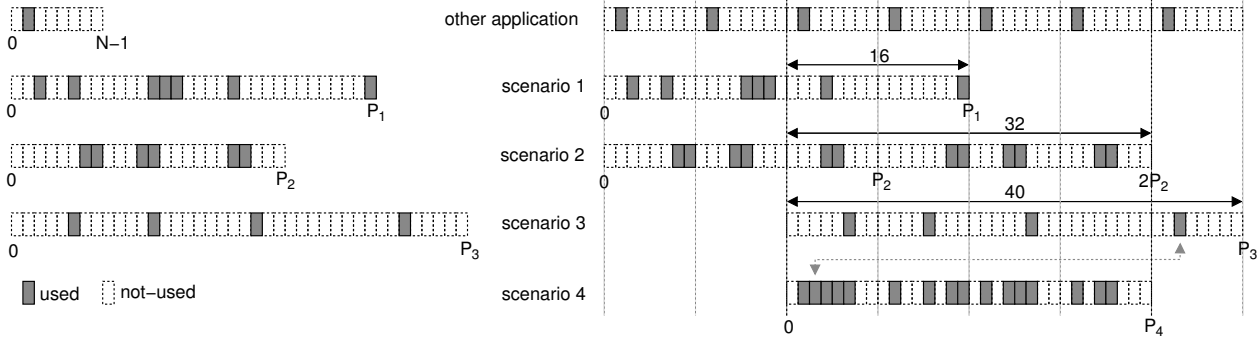 0
N−1
0
P1
0
P2
0
P3
used
not−used
other application
16
scenario 1
0
P1
32
scenario 2
0
P2
2P2
40
scenario 3
P3
scenario 4
0
P4